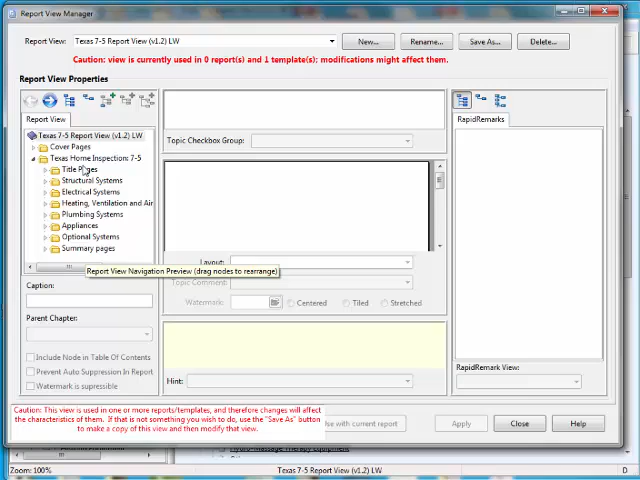 Report View Manager
Report View: Texas 7-5 Report View (v1.2) LW New... Rename... Save As... Delete...
Caution: view is currently used in 0 report(s) and 1 template(s); modifications might affect them.
Report View Properties
Report View
Texas 7-5 Report View (v1.2) LW
Cover Pages
Texas Home Inspection: 7-5
Title Pages
Structural Systems
Electrical Systems
Heating, Ventilation and Air
Plumbing Systems
Appliances
Optional Systems
Summary pages
Report View Navigation Preview (drag nodes to rearrange)
Caption:
Parent Chapter:
Include Node in Table Of Contents
Prevent Auto Suppression In Report
Watermark is supressible
Topic Checkbox Group:
Layout:
Topic Comment:
Watermark: Centered Tiled Stretched
Hint:
RapidRemarks
RapidRemark View:
Caution: This view is used in one or more reports/templates, and therefore changes will affect
the characteristics of them. If that is not something you wish to do, use the "Save As" button
to make a copy of this view and then modify that view.
Use with current report Apply Close Help
Zoom: 100% Texas 7-5 Report View (v1.2) LW D